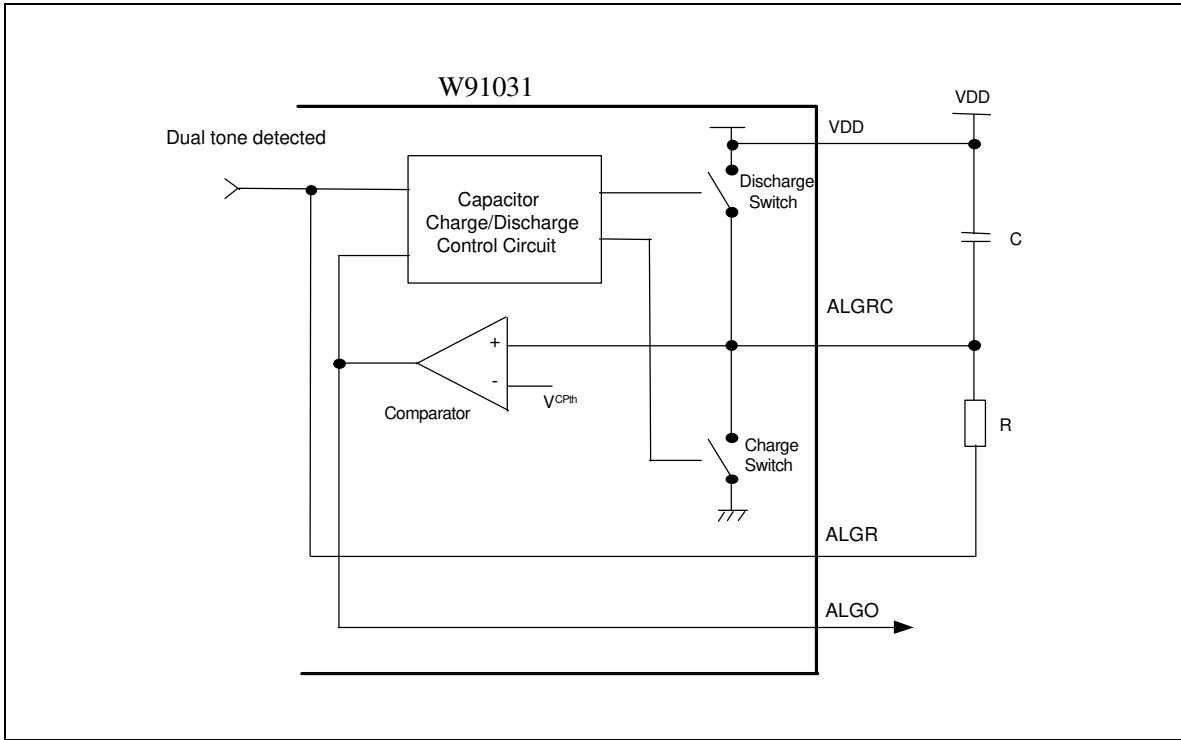 W91031
VDD
VDD
Dual tone detected
Capacitor
Charge/Discharge
Control Circuit
Discharge
Switch
C
ALGRC
+
-
VCPth
Comparator
Charge
Switch
R
ALGR
ALGO